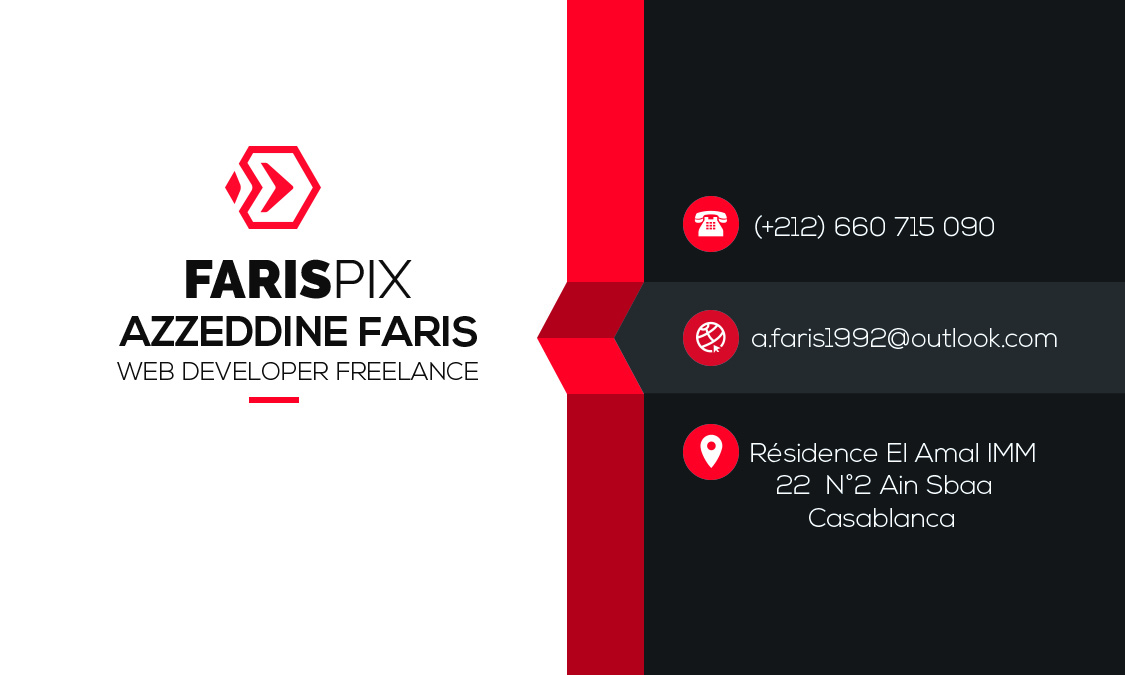 FARISPIX
AZZEDDINE FARIS
WEB DEVELOPER FREELANCE
(+212) 660 715 090
a.faris1992@outlook.com
Résidence El Amal IMM
22 N°2 Ain Sbaa
Casablanca